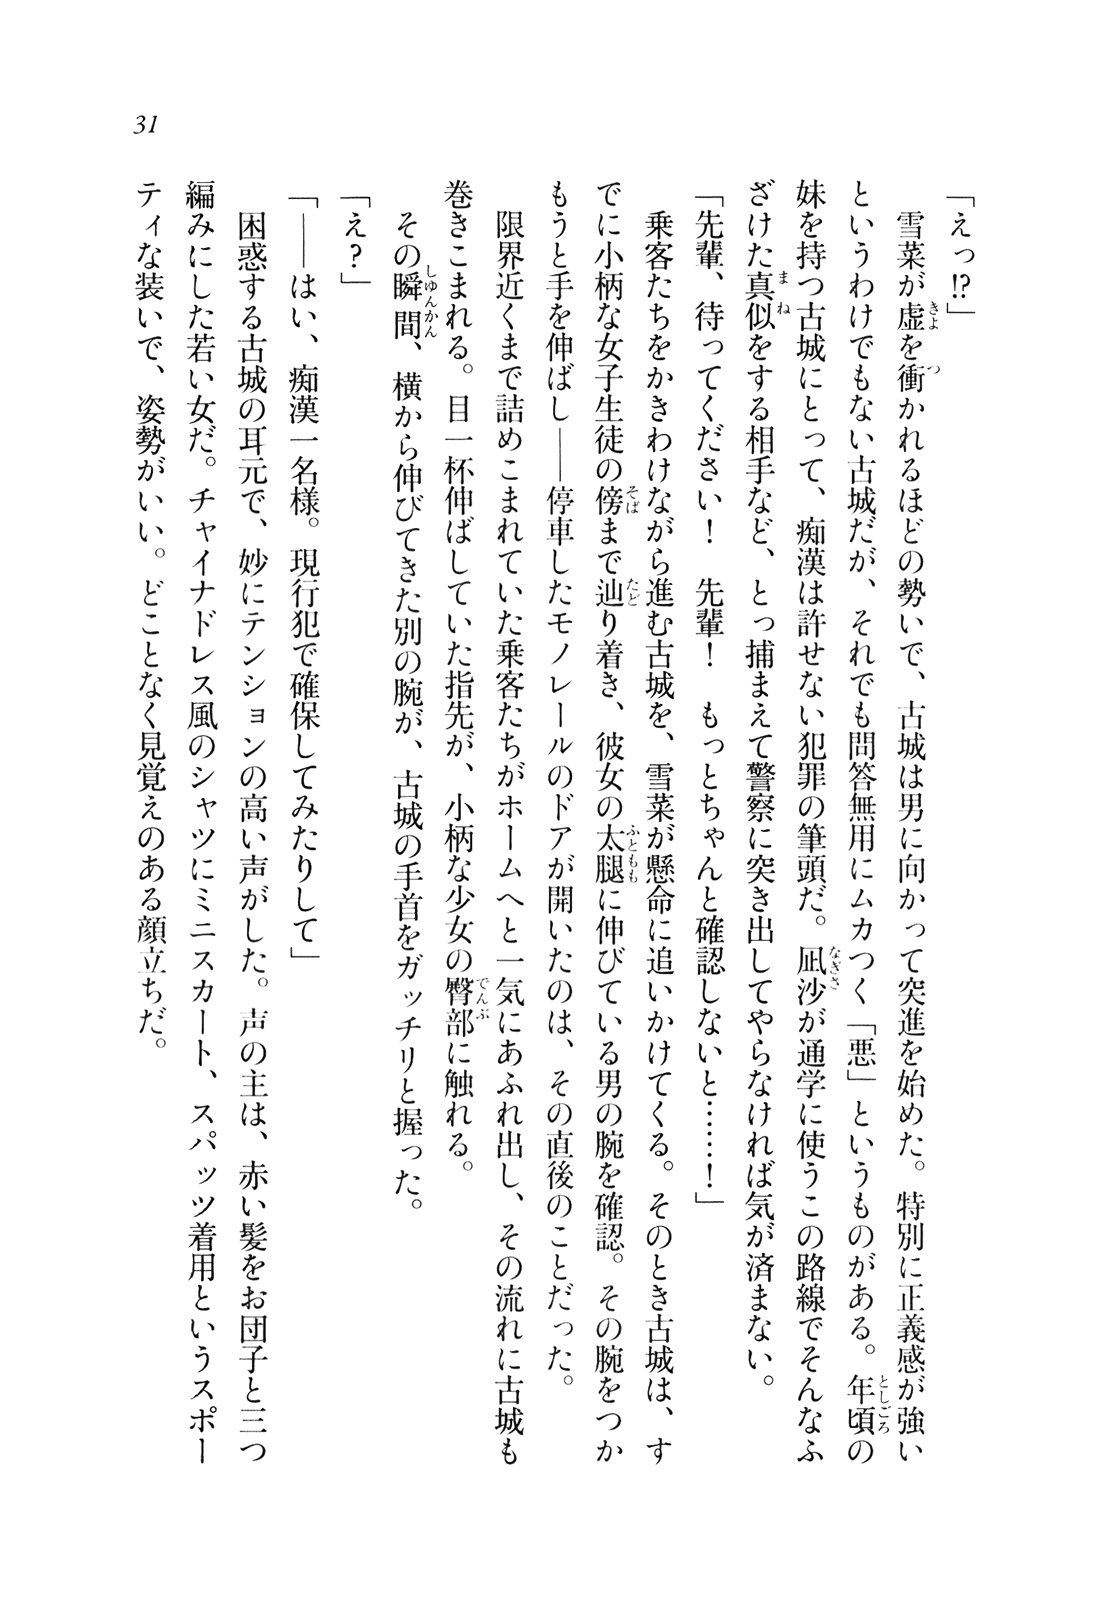 31
「えっ!?」
　雪菜が虚を衝かれるほどの勢いで、古城は男に向かって突進を始めた。特別に正義感が強い
というわけでもない古城だが、それでも問答無用にムカつく「悪」というものがある。年頃の
妹を持つ古城にとって、痴漢は許せない犯罪の筆頭だ。凪沙が通学に使うこの路線でそんなふ
ざけた真似をする相手など、とっ捕まえて警察に突き出してやらなければ気が済まない。
「先輩、待ってください！　先輩！　もっとちゃんと確認しないと……！」
　乗客たちをかきわけながら進む古城を、雪菜が懸命に追いかけてくる。そのとき古城は、す
でに小柄な女子生徒の傍まで辿り着き、彼女の太腿に伸びている男の腕を確認。その腕をつか
もうと手を伸ばし――停車したモノレールのドアが開いたのは、その直後のことだった。
　限界近くまで詰めこまれていた乗客たちがホームへと一気にあふれ出し、その流れに古城も
巻きこまれる。目一杯伸ばしていた指先が、小柄な少女の臀部に触れる。
　その瞬間、横から伸びてきた別の腕が、古城の手首をガッチリと握った。
「え？」
「――はい、痴漢一名様。現行犯で確保してみたりして」
　困惑する古城の耳元で、妙にテンションの高い声がした。声の主は、赤い髪をお団子と三つ
編みにした若い女だ。チャイナドレス風のシャツにミニスカート、スパッツ着用というスポー
ティな装いで、姿勢がいい。どことなく見覚えのある顔立ちだ。